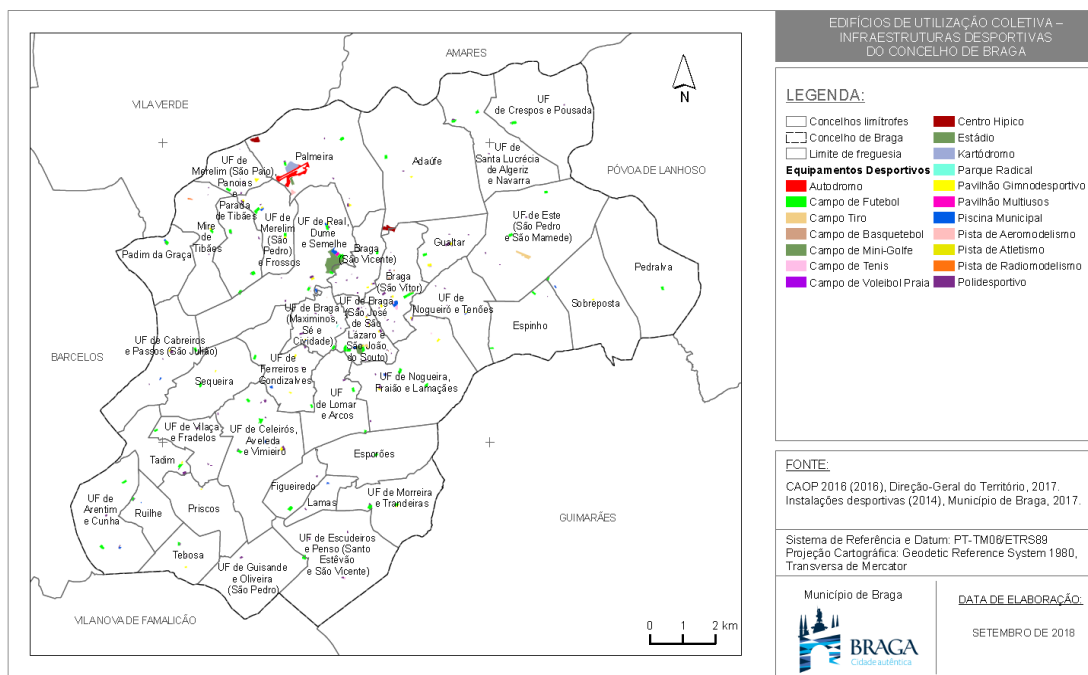 EDIFÍCIOS DE UTILIZAÇÃO COLETIVA –
INFRAESTRUTURAS DESPORTIVAS
DO CONCELHO DE BRAGA
AMARES
VILA VERDE
PÓVOA DE LANHOSO
BARCELOS
GUIMARÃES
VILA NOVA DE FAMALICÃO
N
UF
de Crespos e Pousada
Palmeira
Adaúfe
UF de
Santa Lucrécia
de Algeriz
e Navarra
UF de
Merelim (São Paio)
Panoias
e
Parada
de Tibães
Mire
de
Tibães
UF de
Merelim
(São
Pedro)
e Frossos
UF de Real,
Dume
e Semelhe
Padim da Graça
Braga
(São Vicente)
Gualtar
UF de Este
(São Pedro
e São Mamede)
Pedralva
Braga
(São Vítor)
UF de
Nogueiró e Tenões
Sobreposta
Espinho
UF de Braga
(Maximinos,
Sé e
Cividade)
UF de Braga
(São José
de São
Lázaro e
São João
do Souto)
UF de Cabreiros
e Passos (São Julião)
Sequeira
UF de
Ferreiros e
Gondizalves
UF de Nogueira,
Fraião e Lamaçães
UF
de Lomar
e Arcos
UF de Vilaça
e Fradelos
UF de Celeirós,
Aveleda
e Vimieiro
Tadim
Esporões
UF de
Arentim
e Cunha
Ruilhe
Priscos
Figueiredo
Lamas
UF de Morreira
e Trandeiras
Tebosa
UF de Guisande
e Oliveira
(São Pedro)
UF de Escudeiros
e Penso (Santo
Estêvão
e São Vicente)
0 1 2 km
LEGENDA:
Concelhos limítrofes
Concelho de Braga
Limite de freguesia
Equipamentos Desportivos
Autodromo
Campo de Futebol
Campo Tiro
Campo de Basquetebol
Campo de Mini-Golfe
Campo de Tenis
Campo de Voleibol Praia
Centro Hipico
Estádio
Kartódromo
Parque Radical
Pavilhão Gimnodesportivo
Pavilhão Multiusos
Piscina Municipal
Pista de Aeromodelismo
Pista de Atletismo
Pista de Radiomodelismo
Polidesportivo
FONTE:
CAOP 2016 (2016), Direção-Geral do Território, 2017.
Instalações desportivas (2014), Município de Braga, 2017.
Sistema de Referência e Datum: PT-TM06/ETRS89
Projeção Cartográfica: Geodetic Reference System 1980,
Transversa de Mercator
Município de Braga
BRAGA
Cidade autêntica
DATA DE ELABORAÇÃO:
SETEMBRO DE 2018